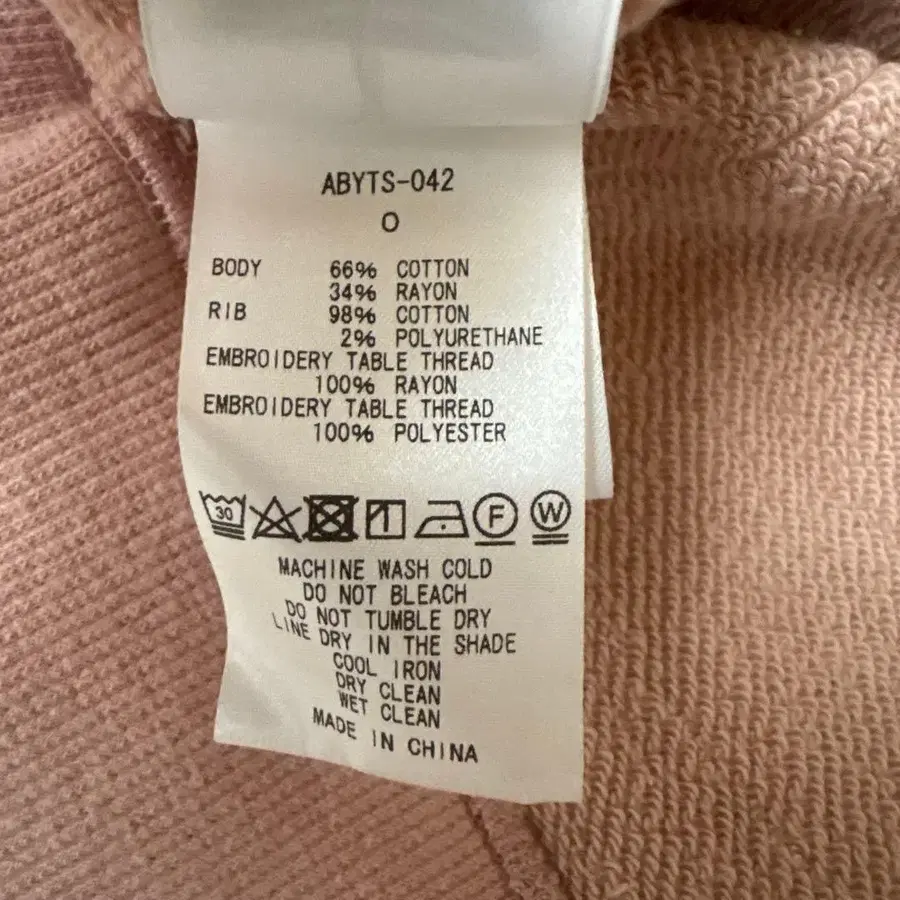 ABYTS-042
O
BODY 66% COTTON
34% RAYON
RIB 98% COTTON
2% POLYURETHANE
EMBROIDERY TABLE THREAD
100% RAYON
EMBROIDERY TABLE THREAD
100% POLYESTER
30 F W
MACHINE WASH COLD
DO NOT BLEACH
DO NOT TUMBLE DRY
LINE DRY IN THE SHADE
COOL IRON
DRY CLEAN
WET CLEAN
MADE IN CHINA